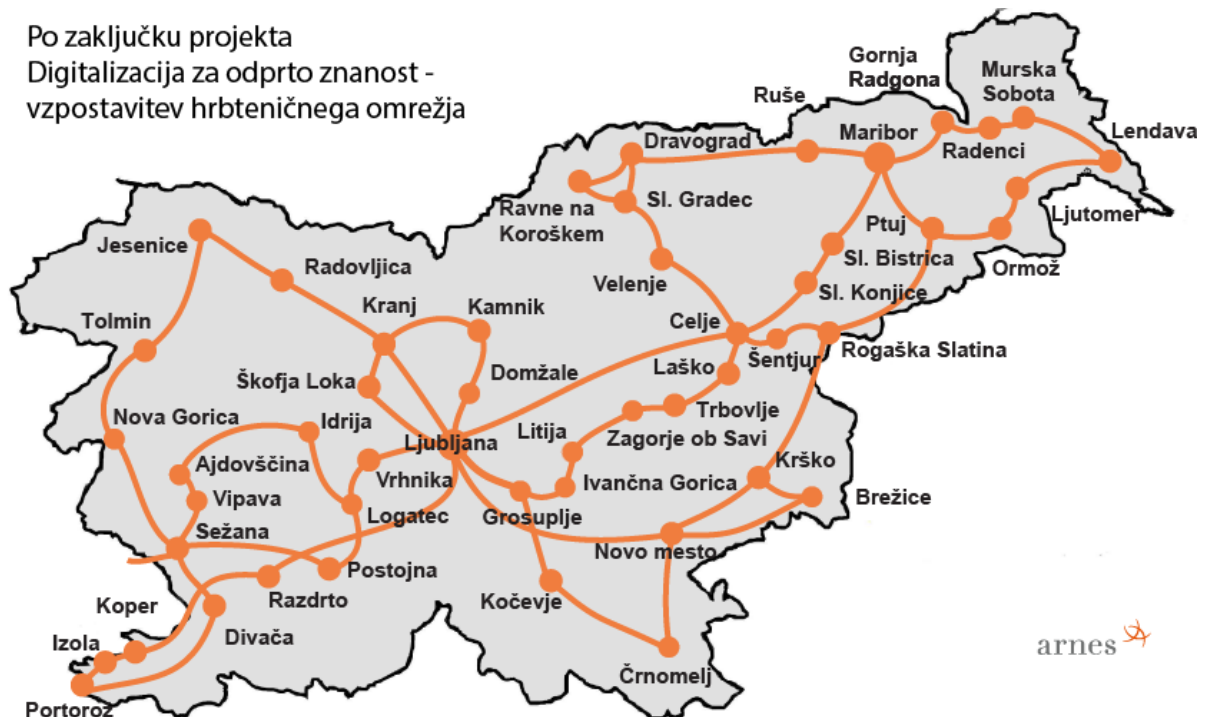 Po zaključku projekta
Digitalizacija za odprto znanost -
vzpostavitev hrbteničnega omrežja
Gornja
Radgona
Murska
Sobota
Ruše
Maribor
Lendava
Dravograd
Radenci
Ravne na
Koroškem
Sl. Gradec
Ptuj
Ljutomer
Jesenice
Radovljica
Velenje
Sl. Bistrica
Ormož
Sl. Konjice
Tolmin
Kranj
Kamnik
Celje
Šentjur
Rogaška Slatina
Škofja Loka
Domžale
Laško
Nova Gorica
Idrija
Ljubljana
Litija
Trbovlje
Zagorje ob Savi
Ajdovščina
Vrhnika
Ivančna Gorica
Krško
Vipava
Logatec
Grosuplje
Brežice
Sežana
Novo mesto
Postojna
Koper
Razdrto
Kočevje
Izola
Divača
Črnomelj
Portorož
arnes